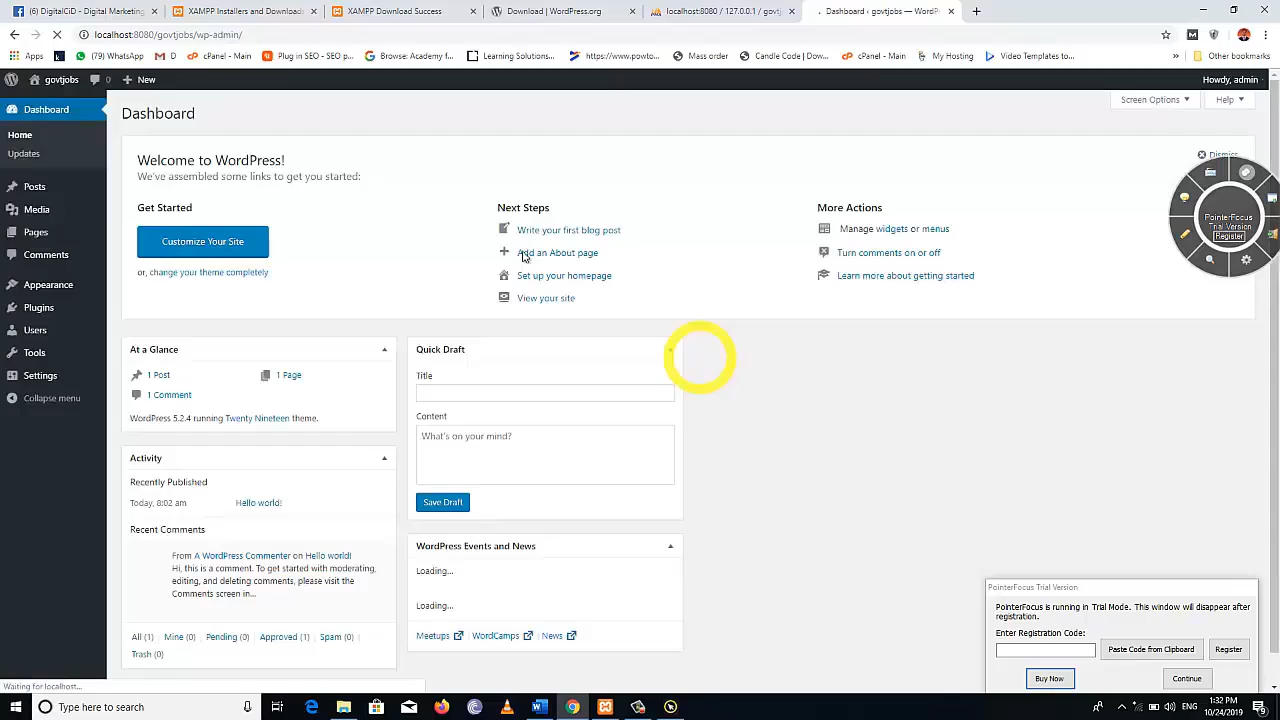 (6) DigitalCiD - Digital Marketing
XAMPP Installers and Download
XAMPP Download Success
Download | WordPress.org
localhost:8080 / 127.0.0.1 / govtj
Dashboard ‹ govtjobs — WordPr
localhost:8080/govtjobs/wp-admin/
Apps
(79) WhatsApp
D
cPanel - Main
Plug in SEO - SEO p...
Browse: Academy f...
Learning Solutions...
https://www.powto...
Mass order
Candle Code | Dow...
cPanel - Main
My Hosting
Video Templates to...
Other bookmarks
govtjobs
0
New
Howdy, admin
Dashboard
Home
Updates
Posts
Media
Pages
Comments
Appearance
Plugins
Users
Tools
Settings
Collapse menu
Dashboard
Screen Options
Help
Welcome to WordPress!
We've assembled some links to get you started:
Dismiss
Get Started
Customize Your Site
or, change your theme completely
Next Steps
Write your first blog post
Add an About page
Set up your homepage
View your site
More Actions
Manage widgets or menus
Turn comments on or off
Learn more about getting started
PointerFocus
Trial Version
Register
At a Glance
1 Post
1 Page
1 Comment
WordPress 5.2.4 running Twenty Nineteen theme.
Activity
Recently Published
Today, 8:02 am
Hello world!
Recent Comments
From A WordPress Commenter on Hello world!
Hi, this is a comment. To get started with moderating,
editing, and deleting comments, please visit the
Comments screen in...
All (1)
Mine (0)
Pending (0)
Approved (1)
Spam (0)
Trash (0)
Quick Draft
Title
Content
What's on your mind?
Save Draft
WordPress Events and News
Loading...
Loading...
Meetups
WordCamps
News
PointerFocus Trial Version
PointerFocus is running in Trial Mode. This window will disappear after
registration.
Enter Registration Code:
Paste Code from Clipboard
Register
Buy Now
Continue
Waiting for localhost...
Type here to search
ENG
1:32 PM
10/24/2019